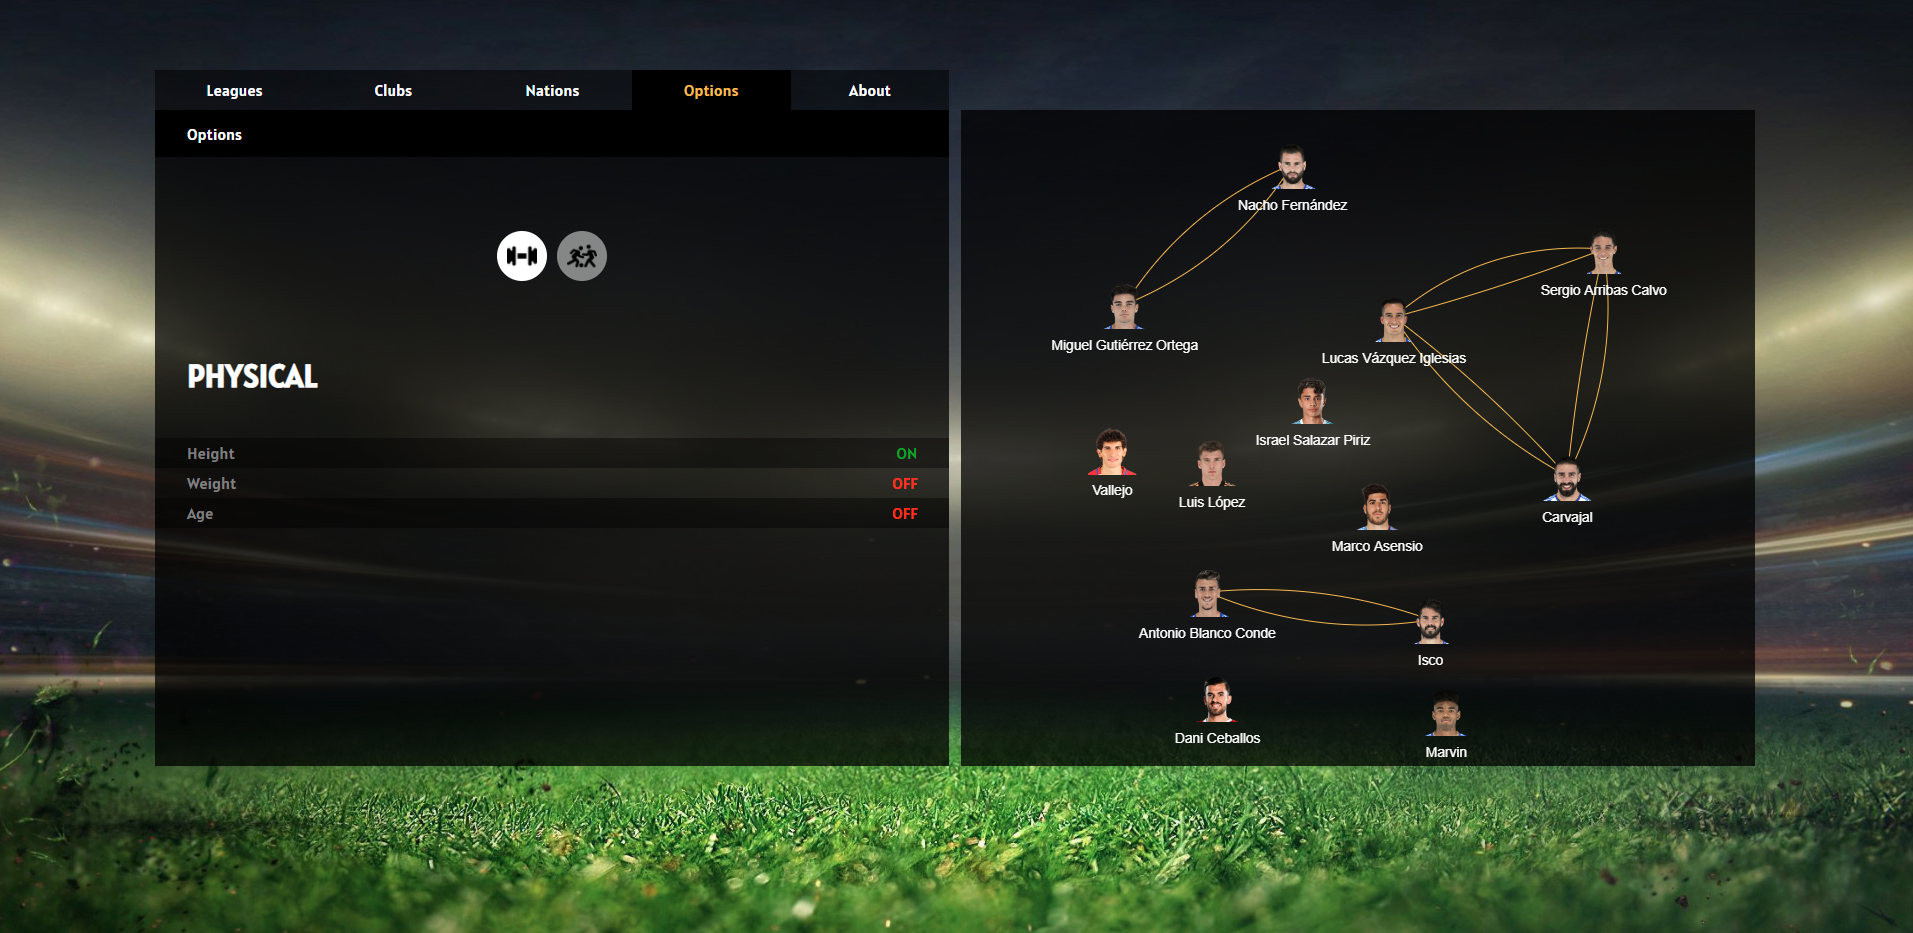 Leagues
Clubs
Nations
Options
About
Options
PHYSICAL
Height ON
Weight OFF
Age OFF
Nacho Fernández
Sergio Arribas Calvo
Miguel Gutiérrez Ortega
Lucas Vázquez Iglesias
Israel Salazar Piriz
Vallejo
Luis López
Carvajal
Marco Asensio
Antonio Blanco Conde
Isco
Dani Ceballos
Marvin